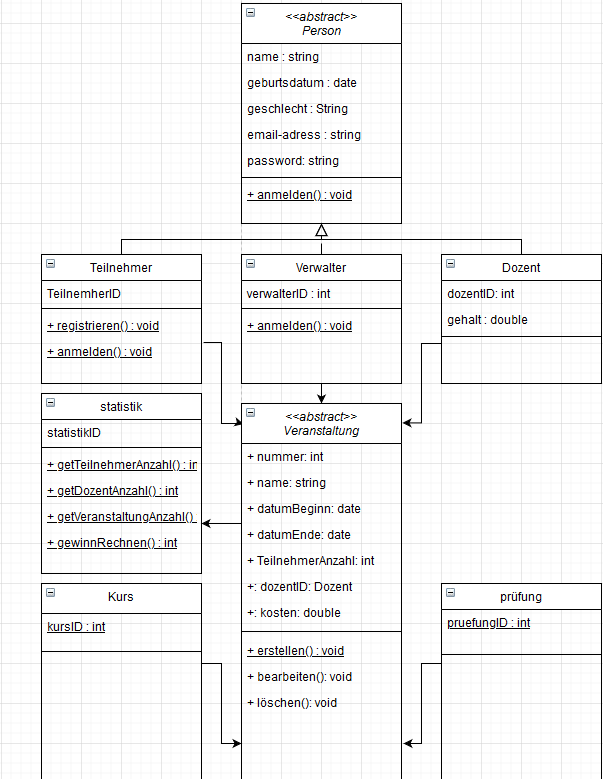 <<abstract>>
Person
name : string
geburtsdatum : date
geschlecht : String
email-adress : string
password: string
+ anmelden() : void
Teilnehmer
TeilnemherID
+ registrieren() : void
+ anmelden() : void
Verwalter
verwalterID : int
+ anmelden() : void
Dozent
dozentID: int
gehalt : double
statistik
statistikID
+ getTeilnehmerAnzahl() : in
+ getDozentAnzahl() : int
+ getVeranstaltungAnzahl()
+ gewinnRechnen() : int
<<abstract>>
Veranstaltung
+ nummer: int
+ name: string
+ datumBeginn: date
+ datumEnde: date
+ TeilnehmerAnzahl: int
+: dozentID: Dozent
+: kosten: double
+ erstellen() : void
+ bearbeiten(): void
+ löschen(): void
Kurs
kursID : int
prüfung
pruefungID : int